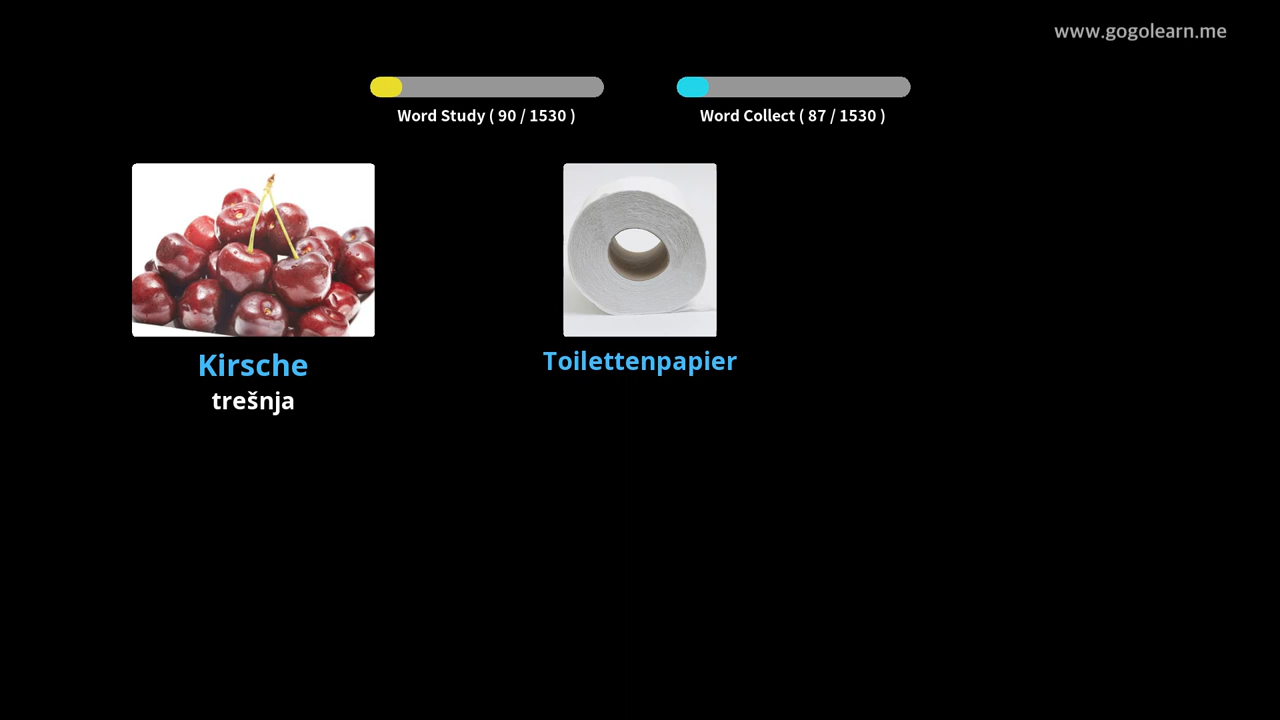 www.gogolearn.me
Word Study ( 90 / 1530 )
Word Collect ( 87 / 1530 )
Kirsche
trešnja
Toilettenpapier